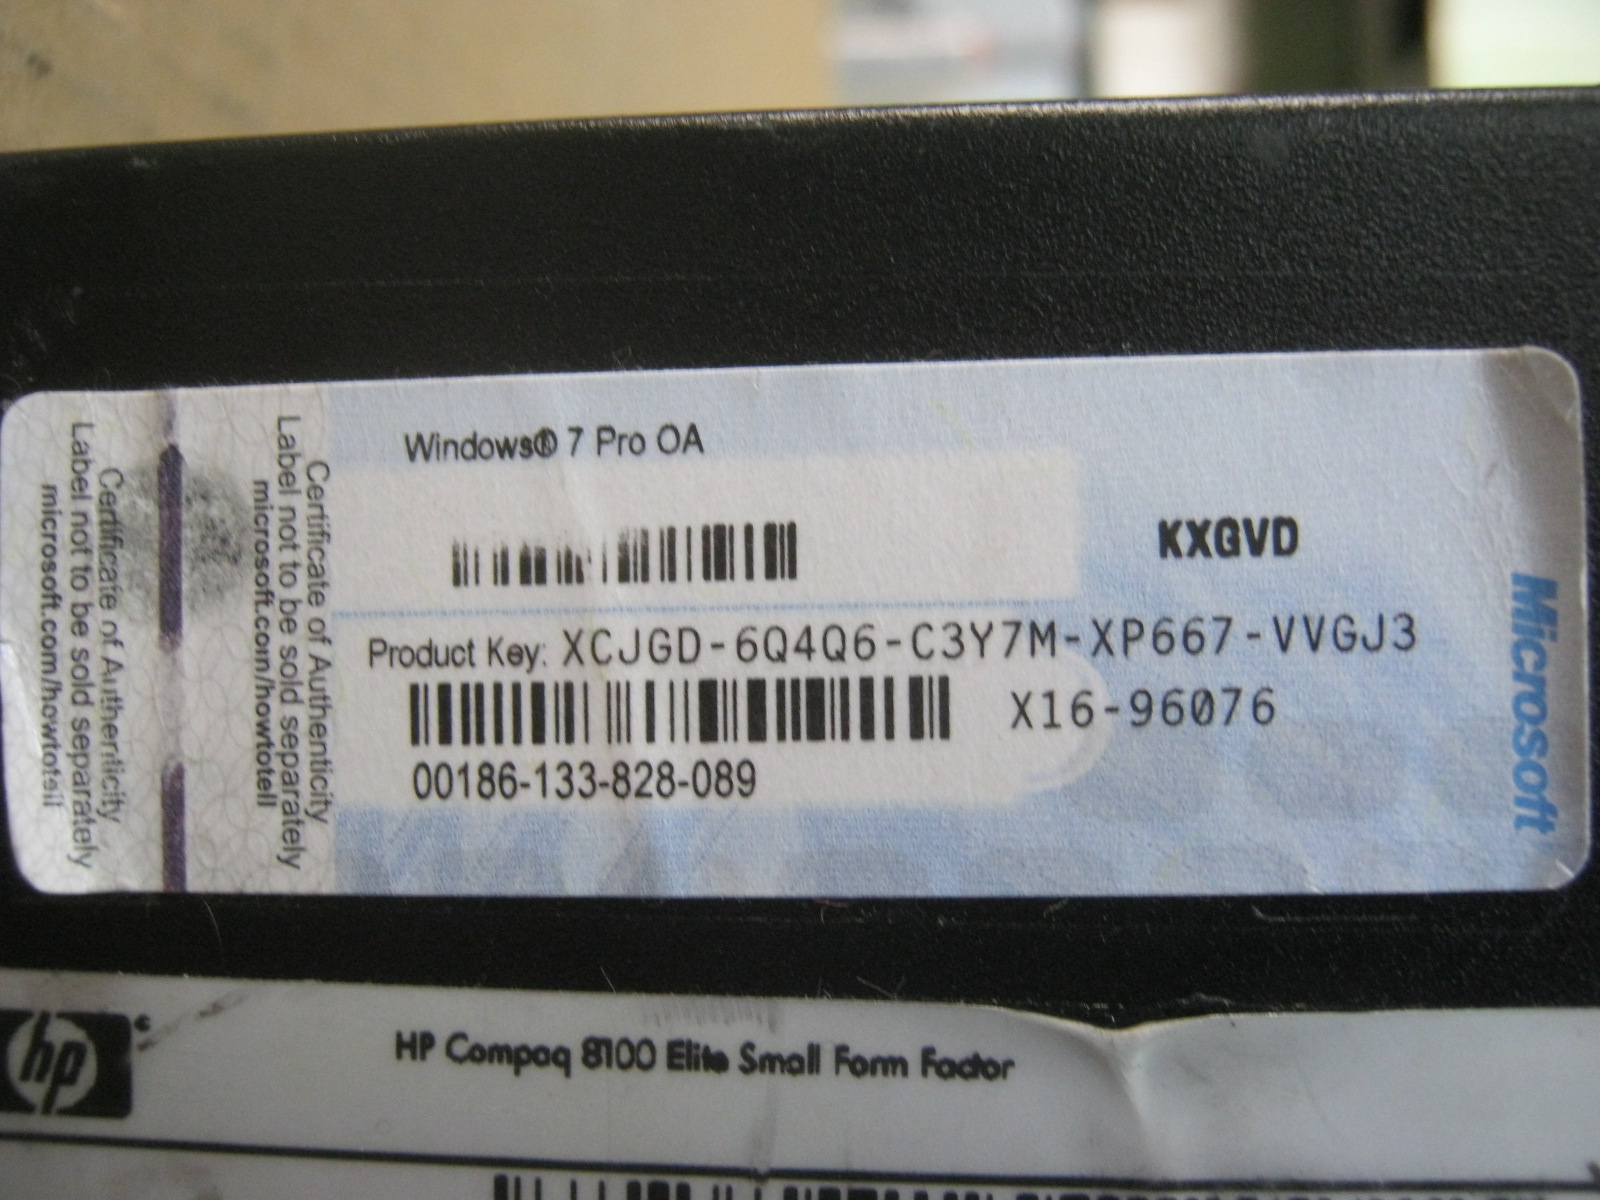 Windows® 7 Pro OA
KXGVD
Product Key: XCJGD-6Q4Q6-C3Y7M-XP667-VVGJ3
X16-96076
00186-133-828-089
Microsoft
Certificate of Authenticity
Label not to be sold separately
microsoft.com/howtotell
Certificate of Authenticity
Label not to be sold separately
microsoft.com/howtotell
hp
HP Compaq 8100 Elite Small Form Factor